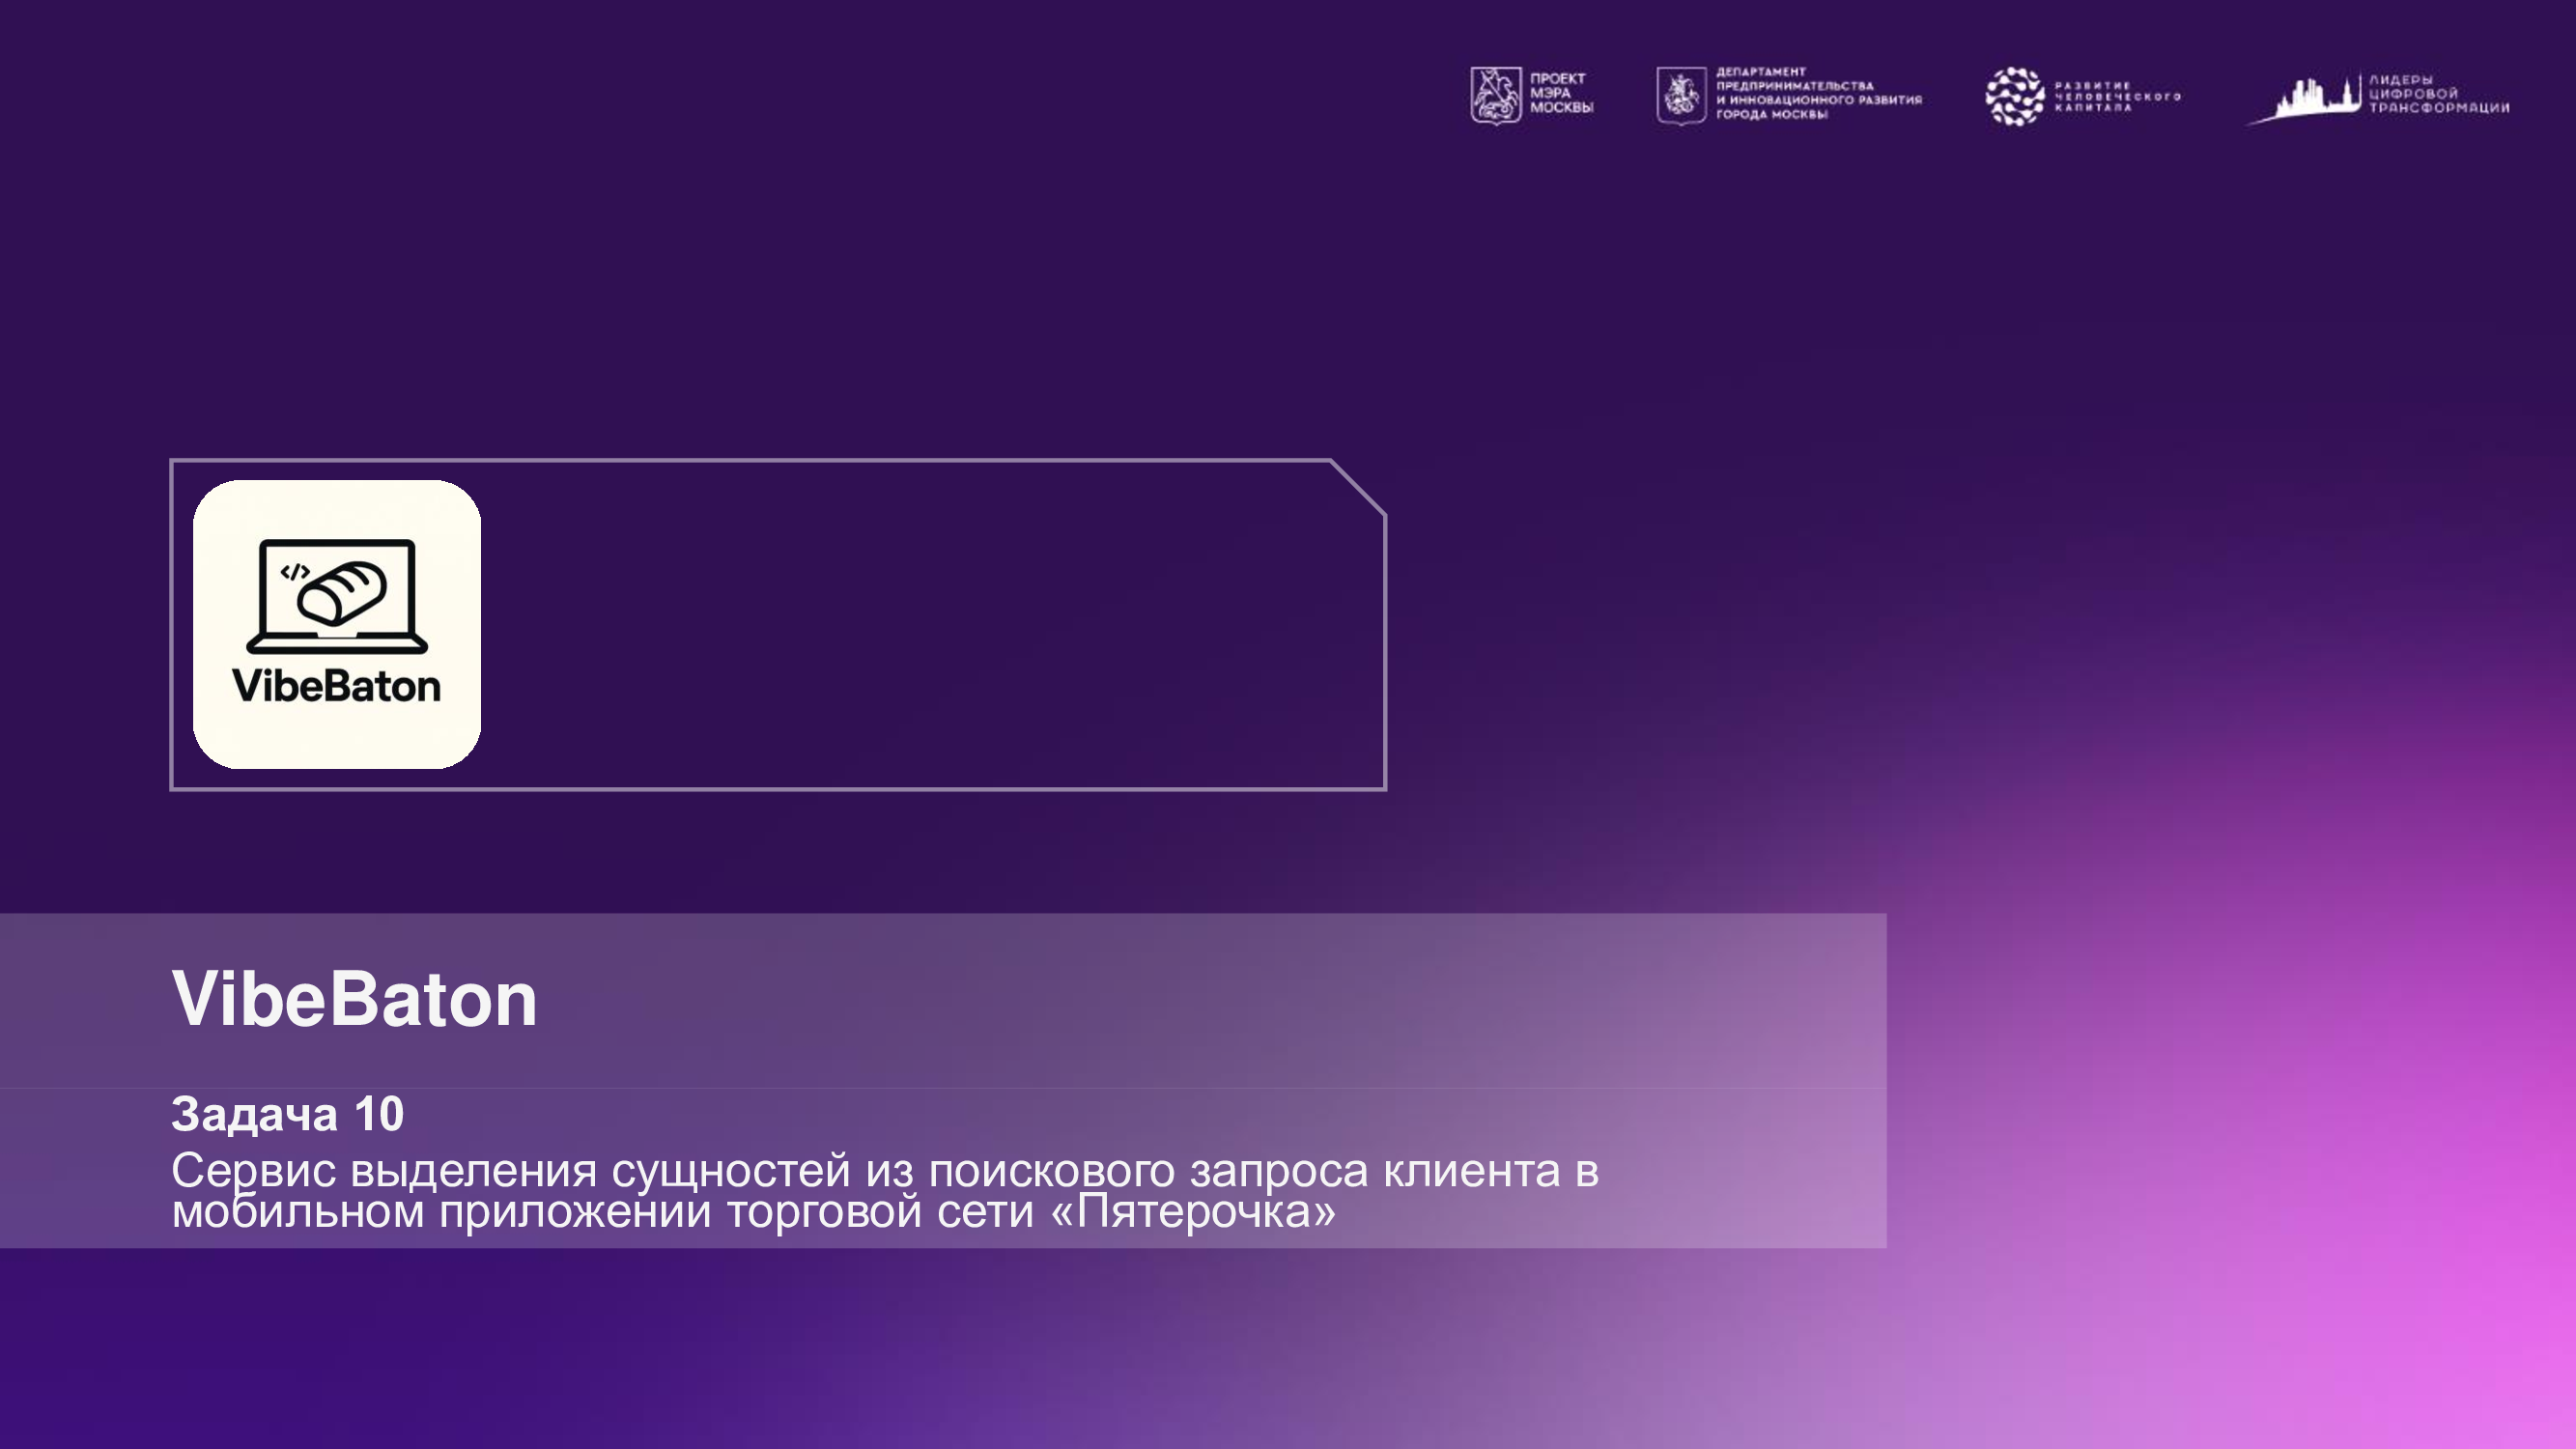 ПРОЕКТ
МЭРА
МОСКВЫ
ДЕПАРТАМЕНТ
ПРЕДПРИНИМАТЕЛЬСТВА
И ИННОВАЦИОННОГО РАЗВИТИЯ
ГОРОДА МОСКВЫ
РАЗВИТИЕ
ЧЕЛОВЕЧЕСКОГО
КАПИТАЛА
ЛИДЕРЫ
ЦИФРОВОЙ
ТРАНСФОРМАЦИИ
</>
VibeBaton
VibeBaton
Задача 10
Сервис выделения сущностей из поискового запроса клиента в
мобильном приложении торговой сети «Пятерочка»